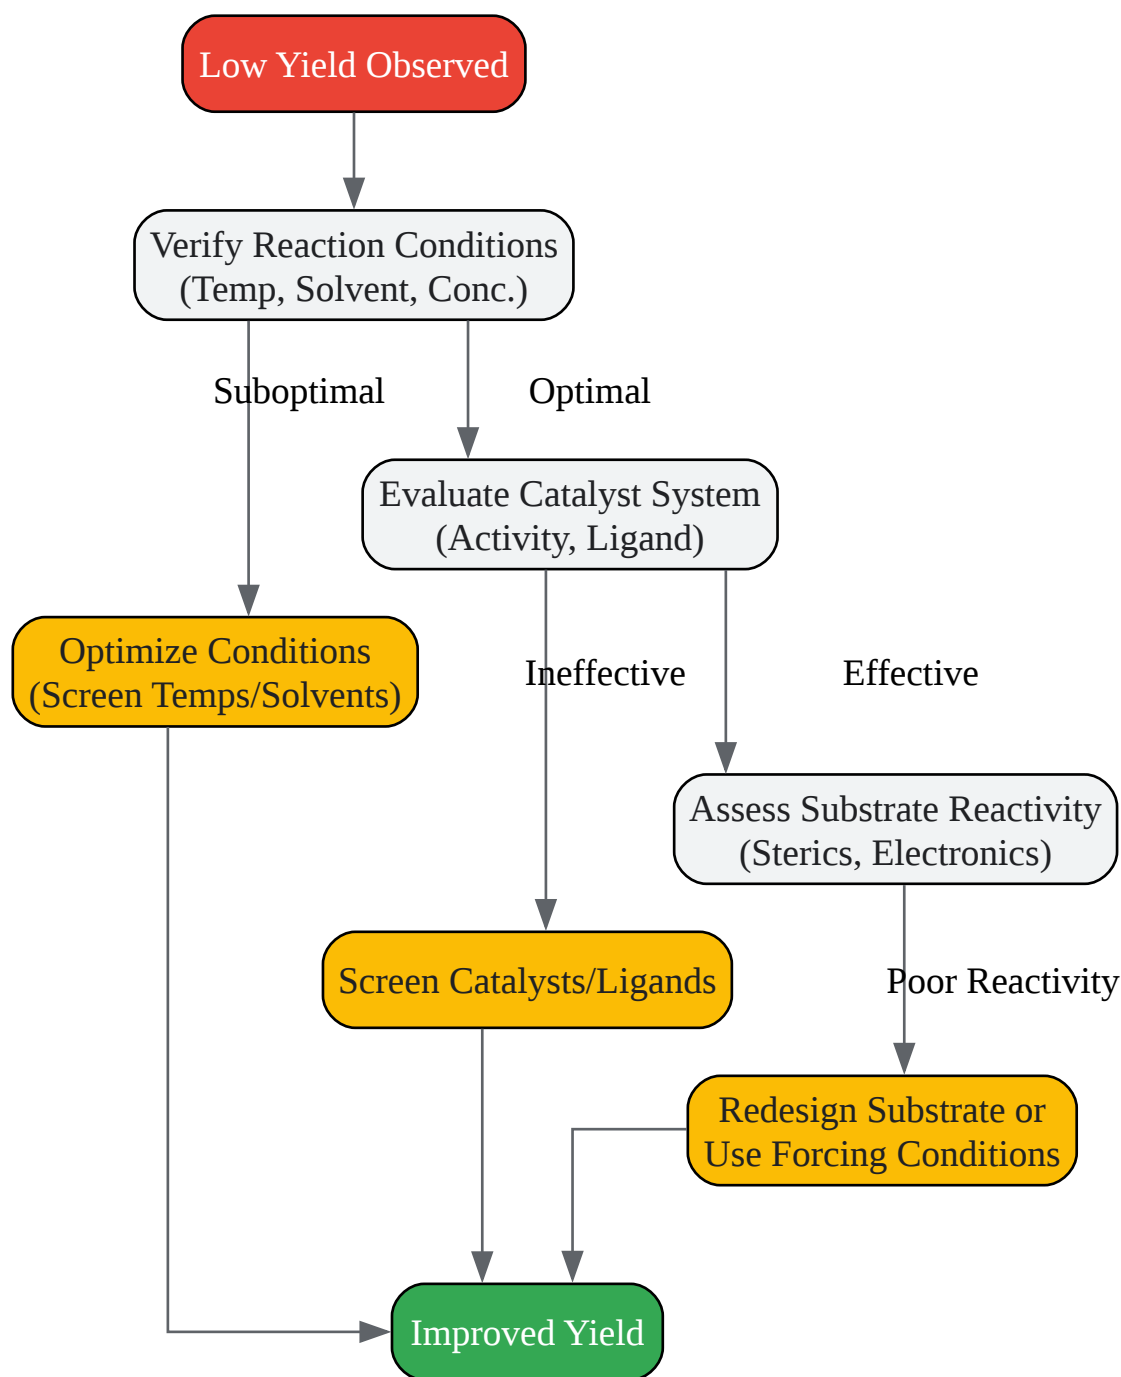 Low Yield Observed
Verify Reaction Conditions
(Temp, Solvent, Conc.)
Suboptimal
Optimal
Evaluate Catalyst System
(Activity, Ligand)
Optimize Conditions
(Screen Temps/Solvents)
Ineffective
Effective
Assess Substrate Reactivity
(Sterics, Electronics)
Screen Catalysts/Ligands
Poor Reactivity
Redesign Substrate or
Use Forcing Conditions
Improved Yield